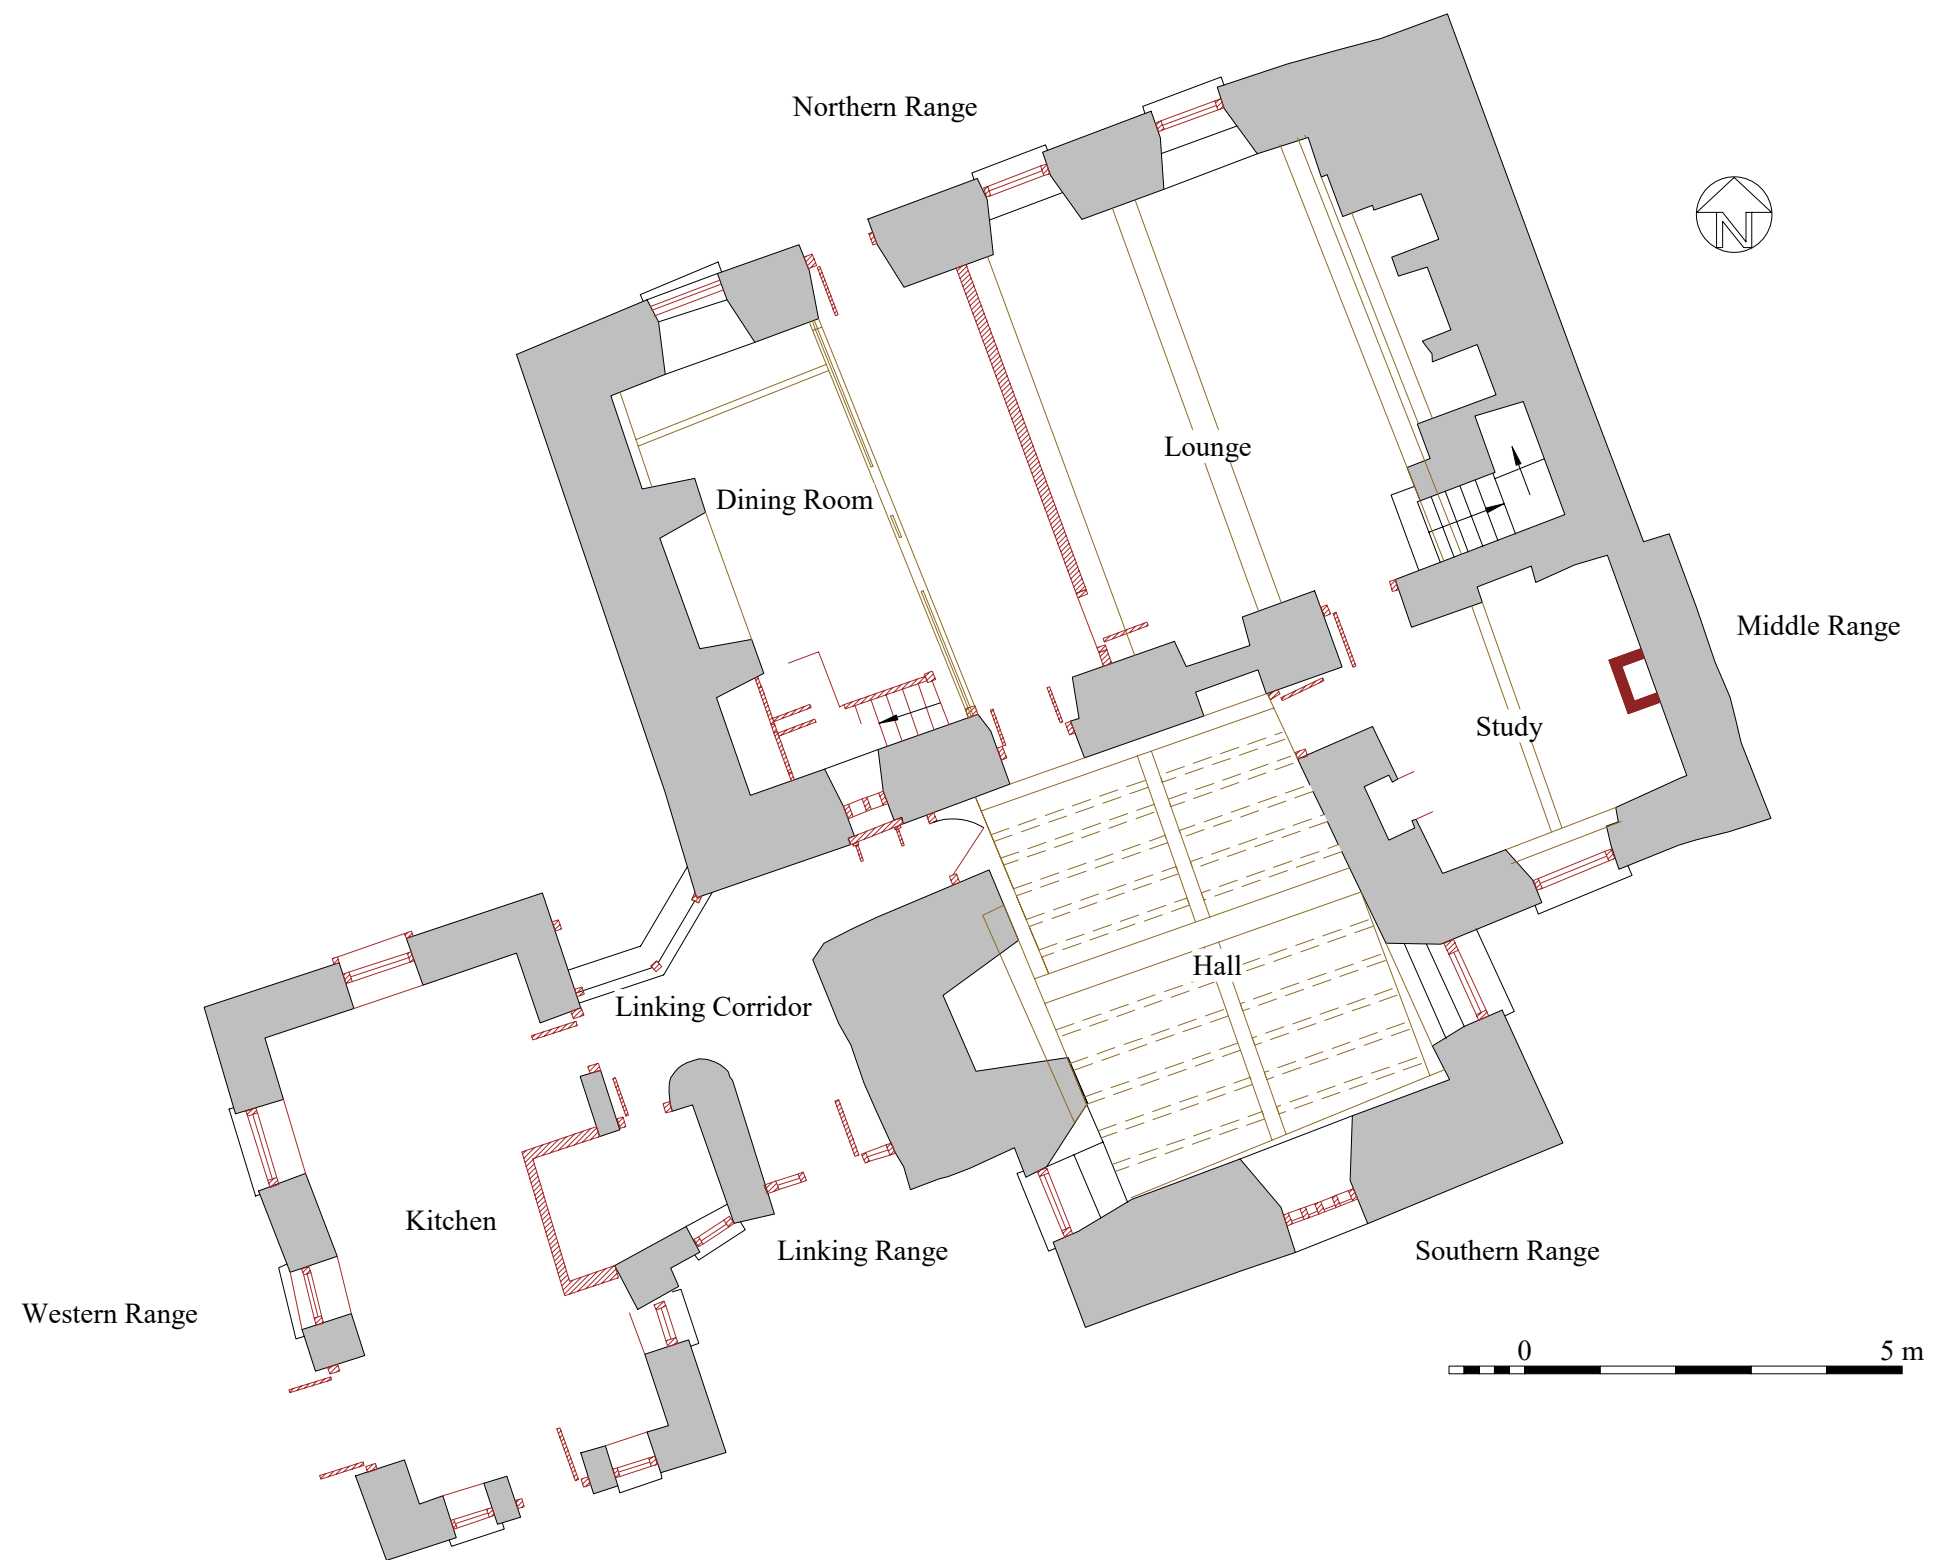 Northern Range
N
Lounge
Dining Room
Middle Range
Study
Hall
Linking Corridor
Kitchen
Linking Range
Southern Range
Western Range
0 5 m